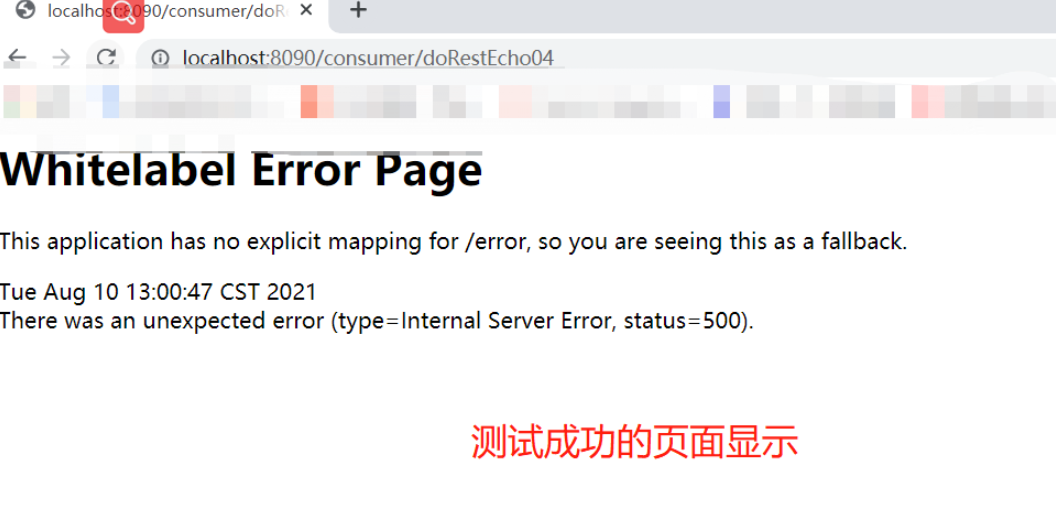 localhost:8090/consumer/doR
localhost:8090/consumer/doRestEcho04
Whitelabel Error Page
This application has no explicit mapping for /error, so you are seeing this as a fallback.
Tue Aug 10 13:00:47 CST 2021
There was an unexpected error (type=Internal Server Error, status=500).
测试成功的页面显示